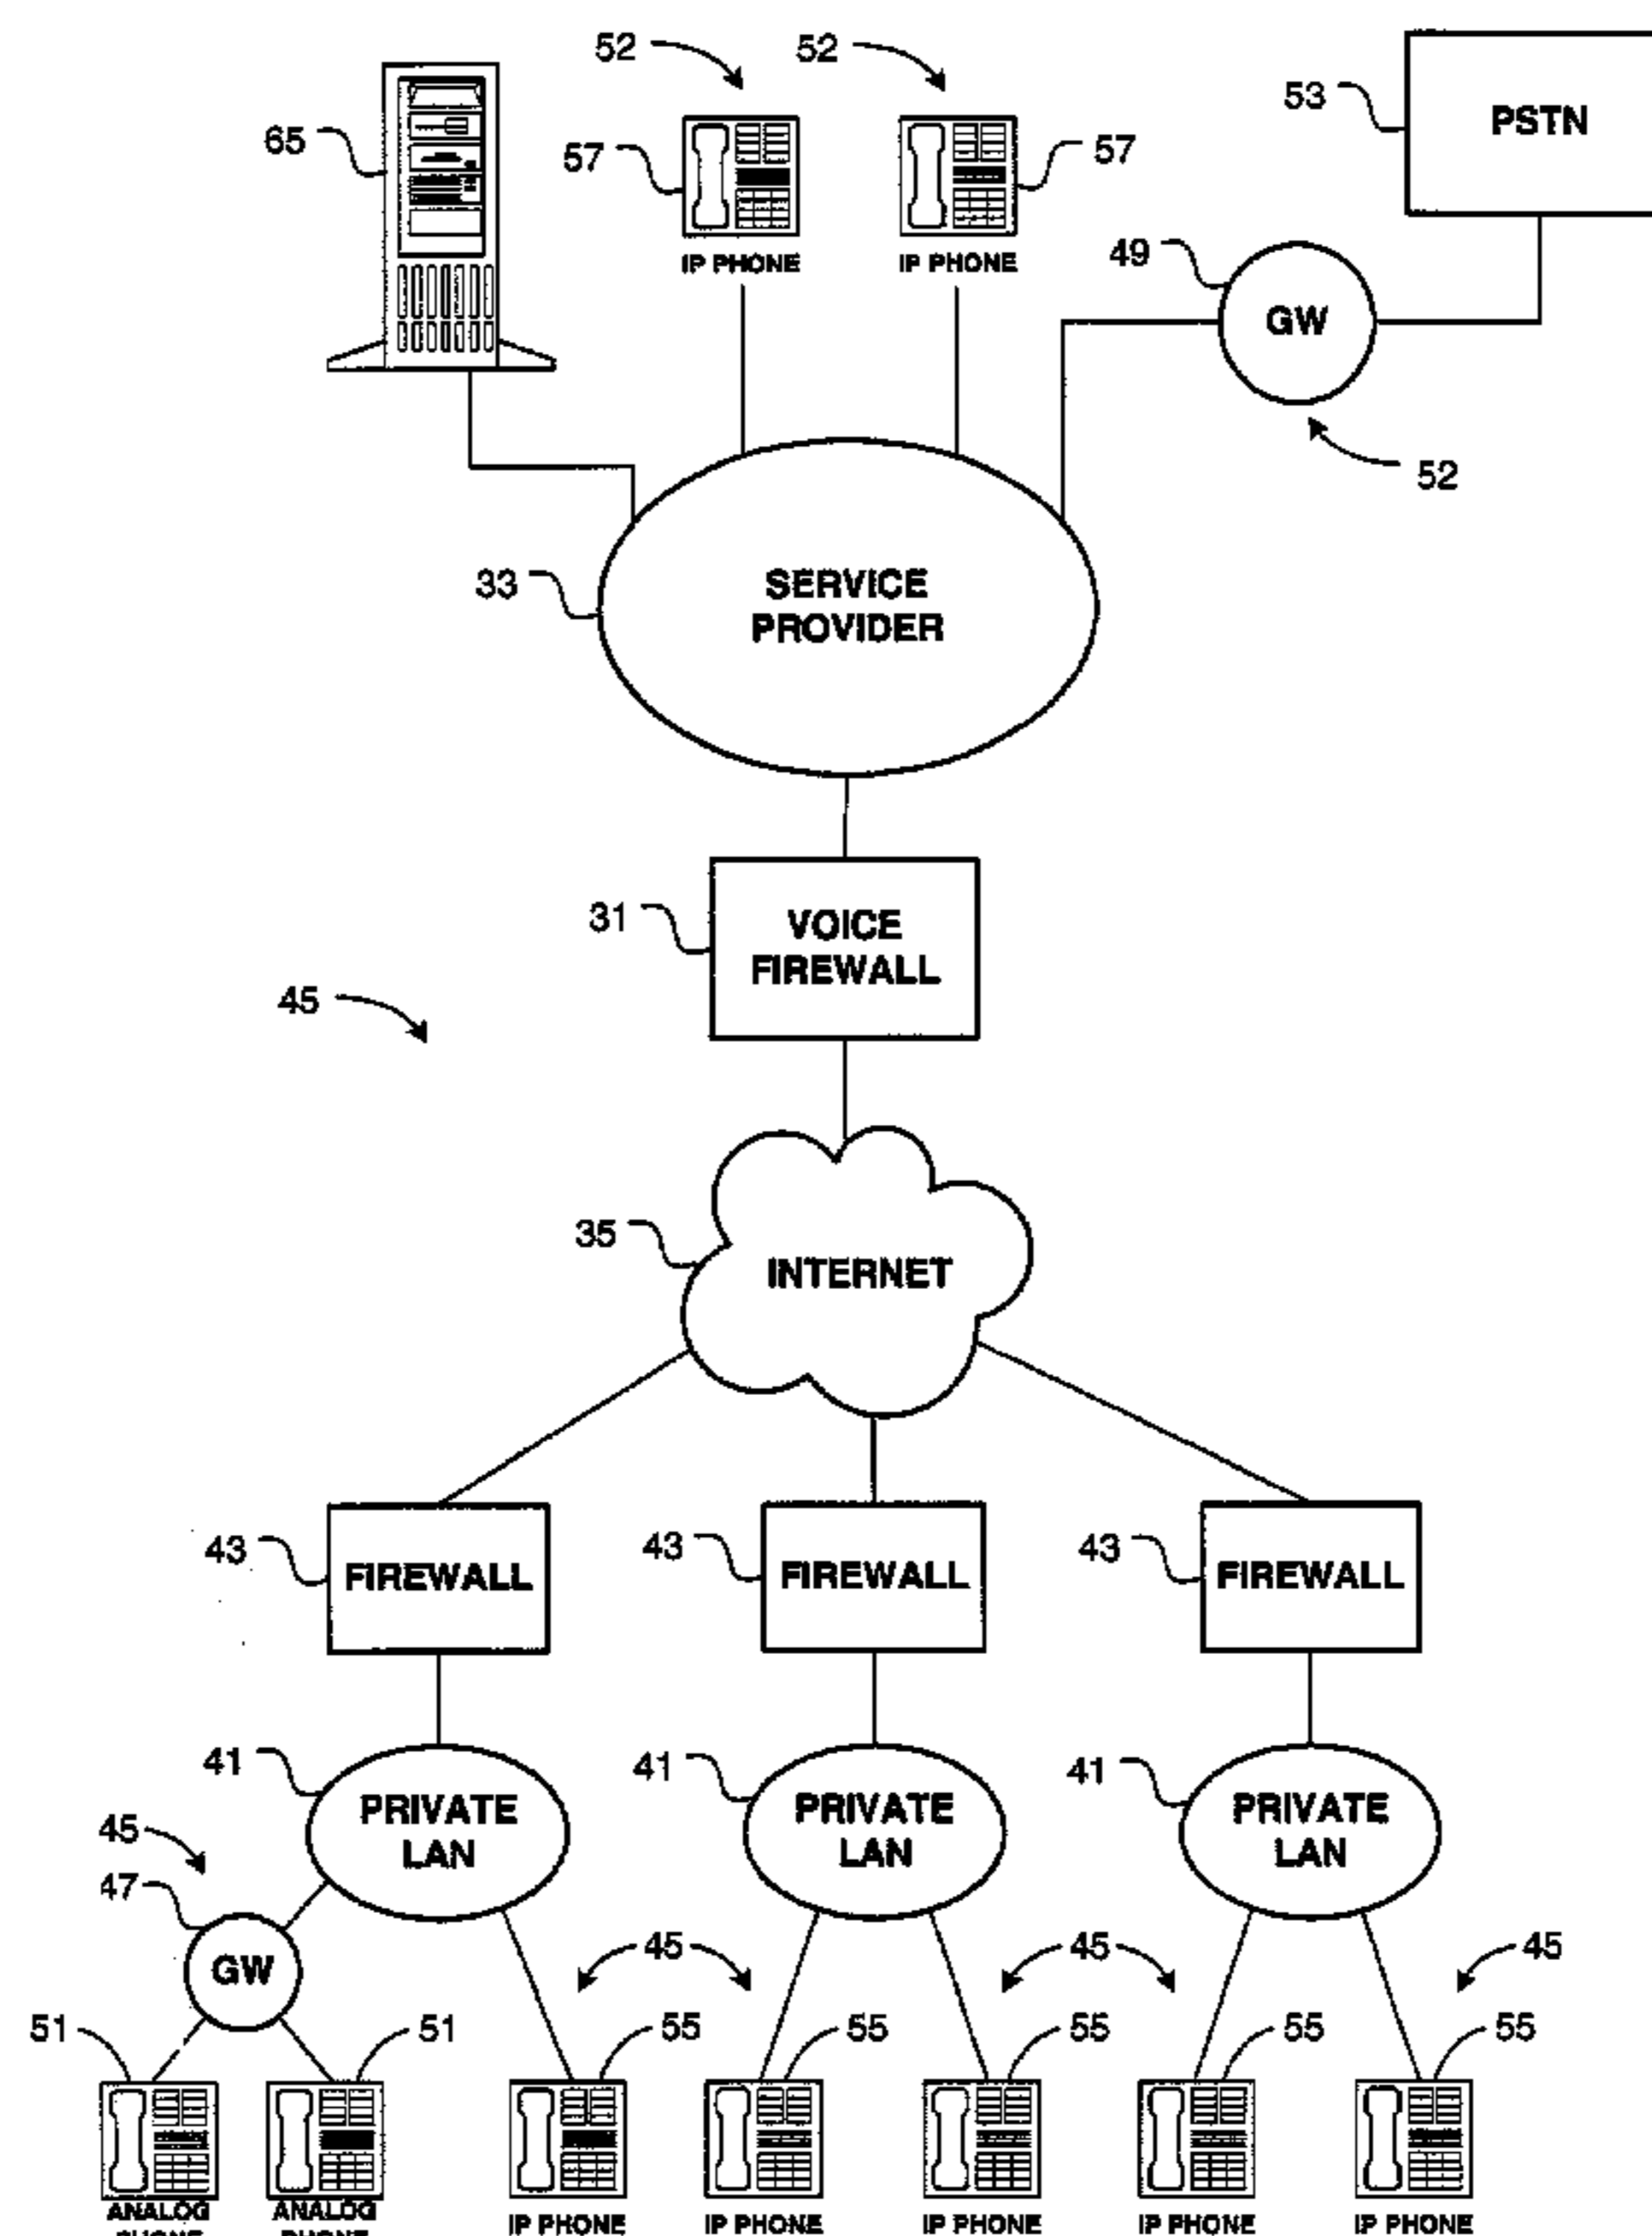 52
52
53
PSTN
65
57
57
49
IP PHONE
IP PHONE
GW
52
33
SERVICE
PROVIDER
31
VOICE
FIREWALL
45
35
INTERNET
43
FIREWALL
43
FIREWALL
43
FIREWALL
41
PRIVATE
LAN
41
PRIVATE
LAN
41
PRIVATE
LAN
45
47
GW
45
45
45
51
51
55
55
55
55
55
ANALOG
ANALOG
IP PHONE
IP PHONE
IP PHONE
IP PHONE
IP PHONE